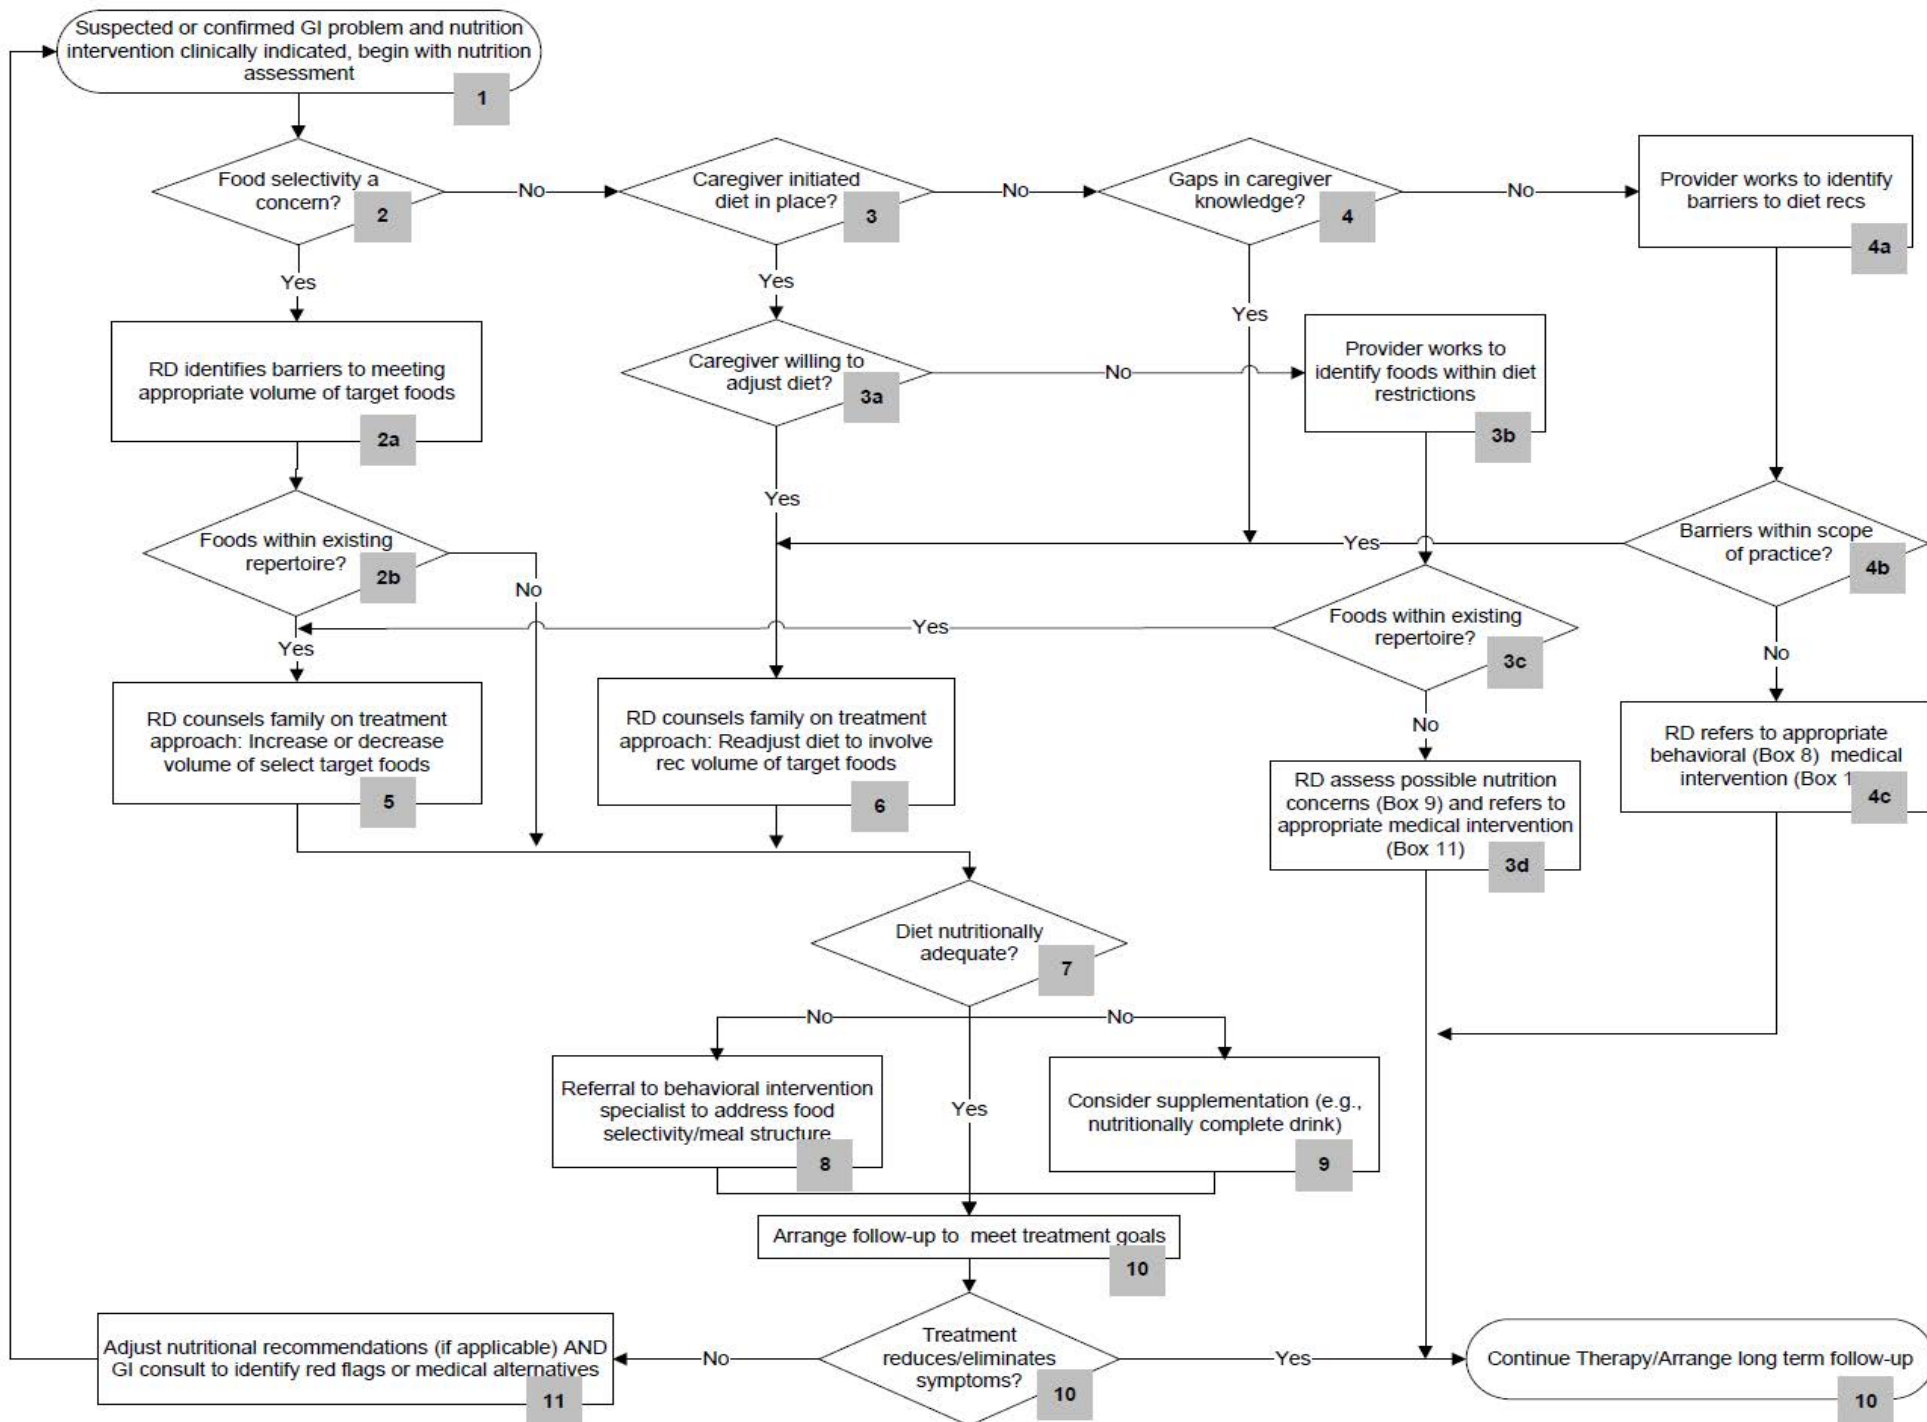 Suspected or confirmed GI problem and nutrition
intervention clinically indicated, begin with nutrition
assessment
1
Food selectivity a
concern?
2
No
Caregiver initiated
diet in place?
3
No
Gaps in caregiver
knowledge?
4
No
Provider works to identify
barriers to diet recs
4a
Yes
Yes
Yes
RD identifies barriers to meeting
appropriate volume of target foods
2a
Caregiver willing to
adjust diet?
3a
No
Provider works to
identify foods within diet
restrictions
3b
Yes
Foods within existing
repertoire?
2b
No
Yes
Barriers within scope
of practice?
4b
Yes
Yes
Foods within existing
repertoire?
3c
No
No
RD counsels family on treatment
approach: Increase or decrease
volume of select target foods
5
RD counsels family on treatment
approach: Readjust diet to involve
rec volume of target foods
6
RD assess possible nutrition
concerns (Box 9) and refers to
appropriate medical intervention
(Box 11)
3d
RD refers to appropriate
behavioral (Box 8) medical
intervention (Box 1
4c
Diet nutritionally
adequate?
7
No
No
Yes
Referral to behavioral intervention
specialist to address food
selectivity/meal structure
8
Consider supplementation (e.g.,
nutritionally complete drink)
9
Arrange follow-up to meet treatment goals
10
Treatment
reduces/eliminates
symptoms?
10
No
Yes
Adjust nutritional recommendations (if applicable) AND
GI consult to identify red flags or medical alternatives
11
Continue Therapy/Arrange long term follow-up
10